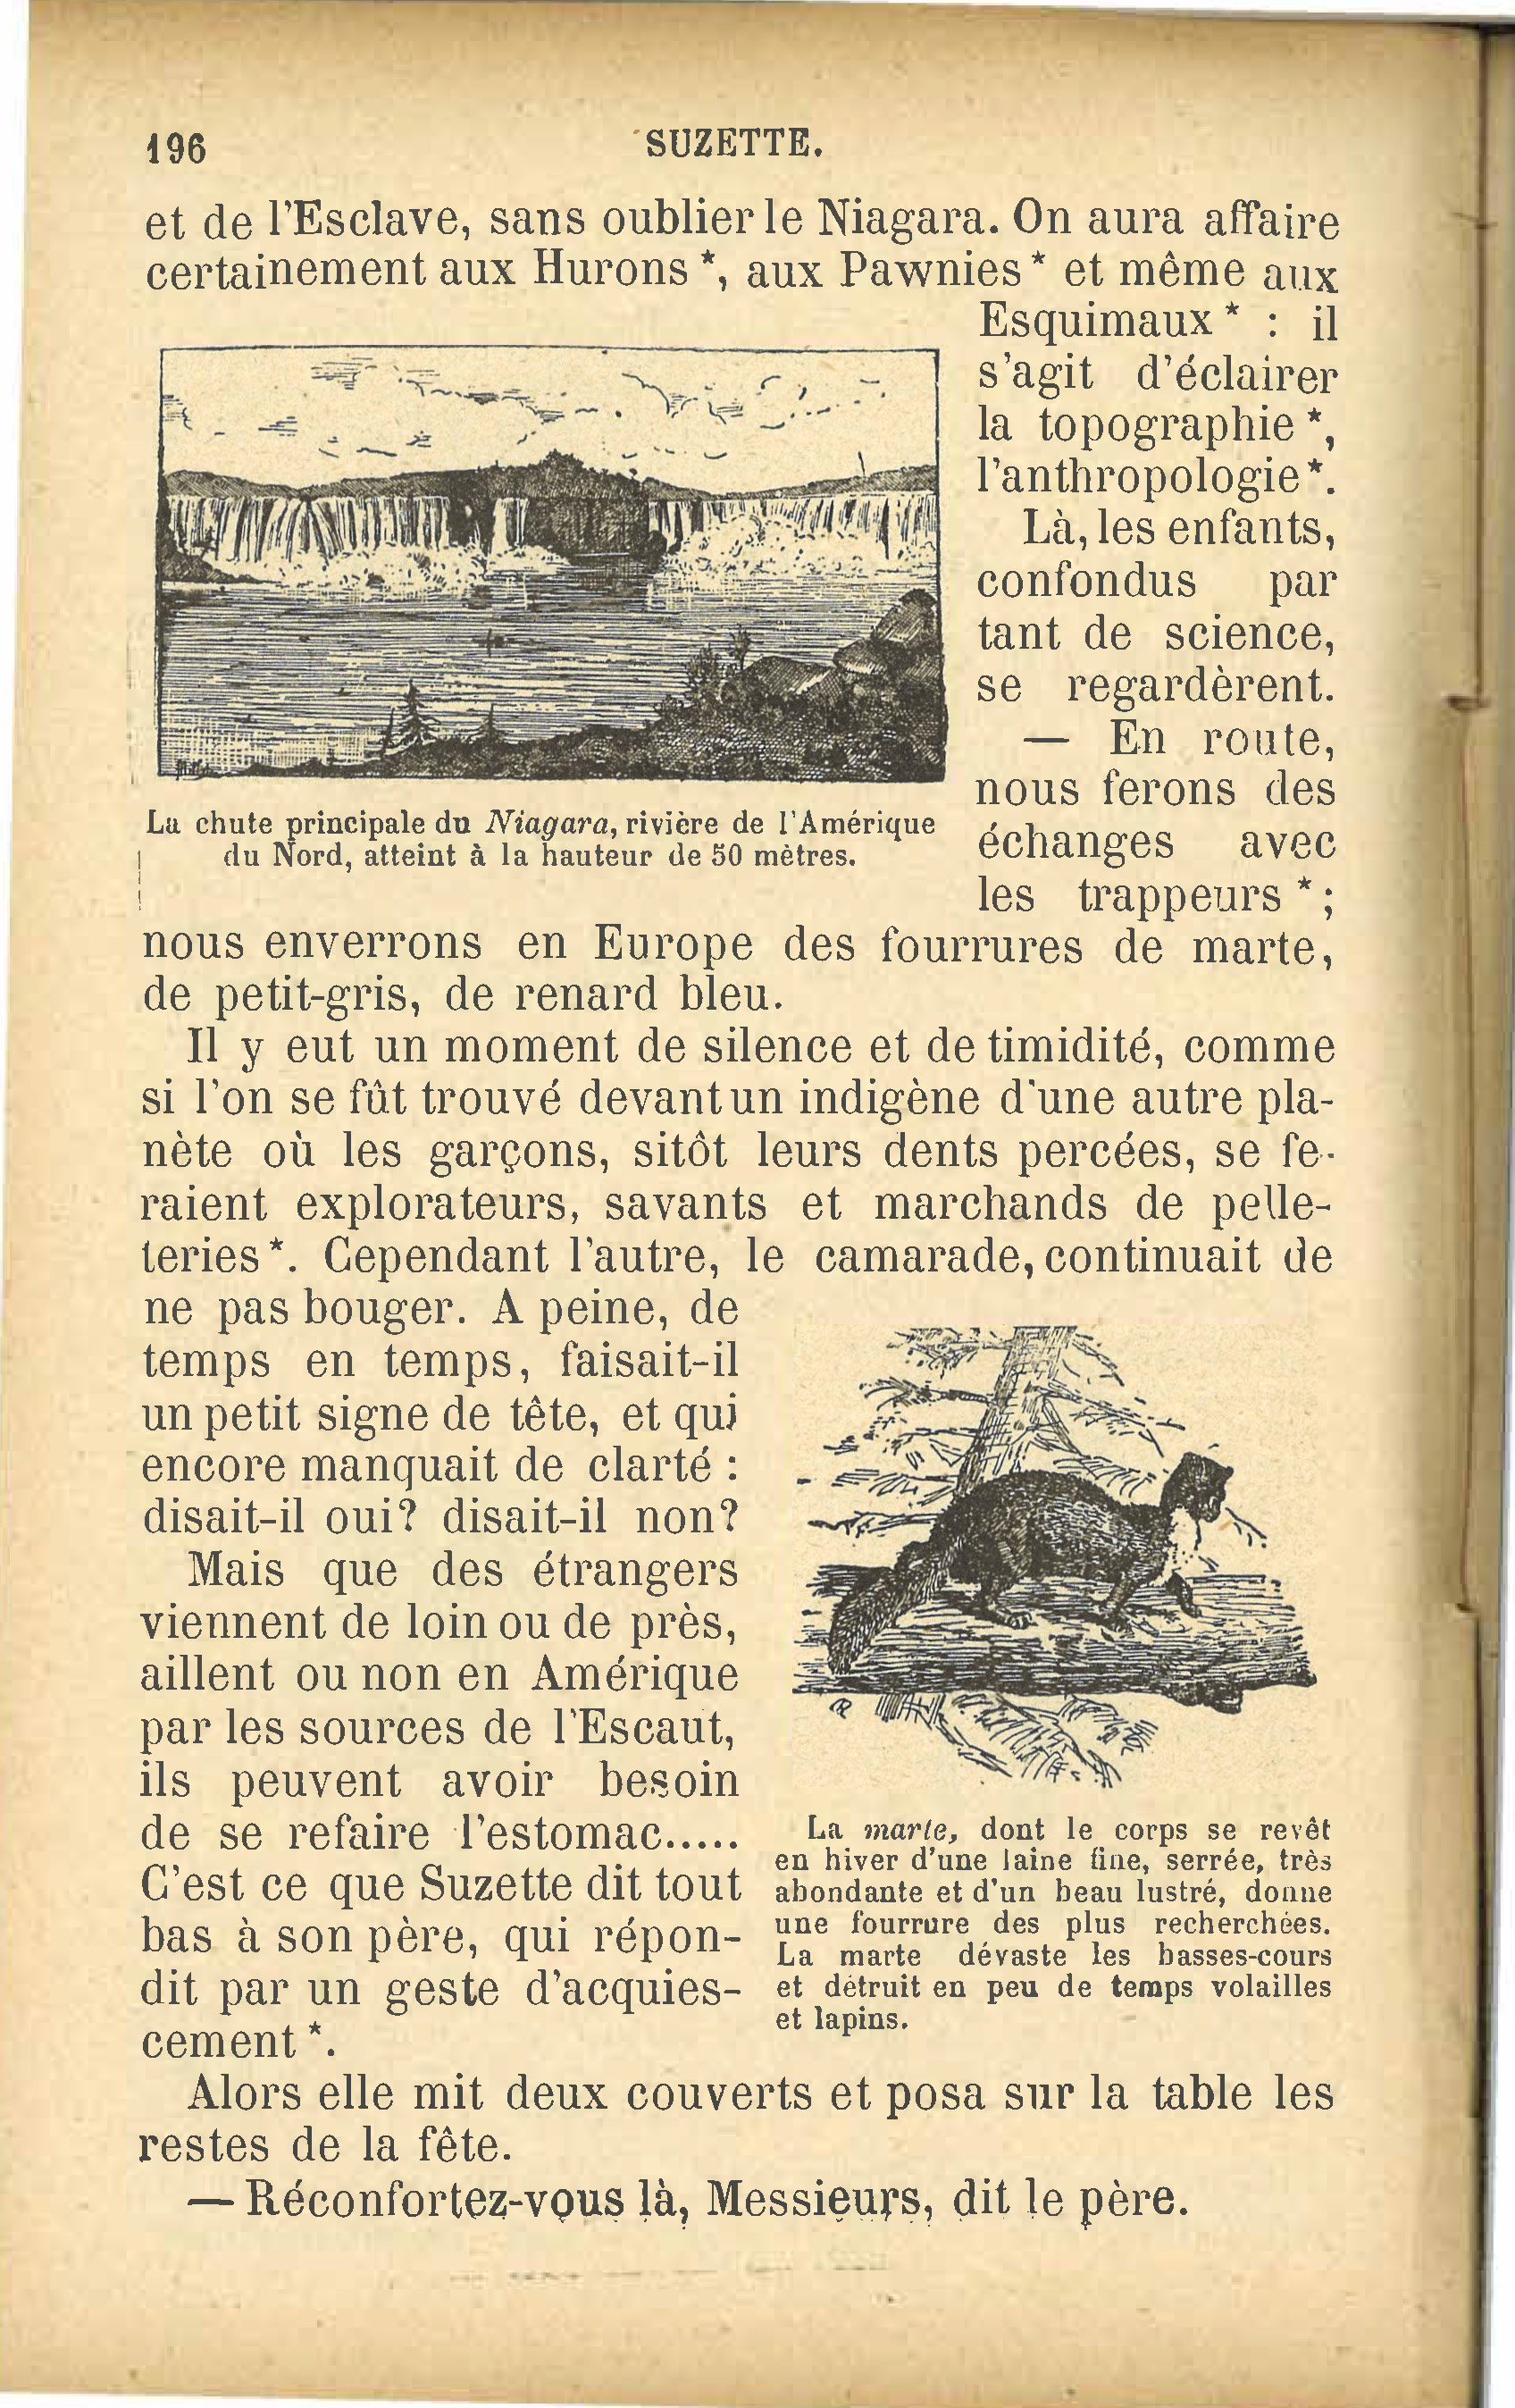 196
SUZETTE.
et de l'Esclave, sans oublier le Niagara. On aura affaire
certainement aux Hurons *, aux Pawnies * et même aux
Esquimaux * : il
s'agit d'éclairer
la topographie *,
l'anthropologie *.
Là, les enfants,
confondus par
tant de science,
se regardèrent.
— En route,
nous ferons des
échanges avec
les trappeurs * ;
La chute principale du Niagara, rivière de l'Amérique
du Nord, atteint à la hauteur de 50 mètres.
nous enverrons en Europe des fourrures de marte,
de petit-gris, de renard bleu.
Il y eut un moment de silence et de timidité, comme
si l'on se fût trouvé devant un indigène d'une autre pla-
nète où les garçons, sitôt leurs dents percées, se fe-
raient explorateurs, savants et marchands de pelle-
teries *. Cependant l'autre, le camarade, continuait de
ne pas bouger. A peine, de
temps en temps, faisait-il
un petit signe de tête, et qui
encore manquait de clarté :
disait-il oui? disait-il non?
Mais que des étrangers
viennent de loin ou de près,
aillent ou non en Amérique
par les sources de l'Escaut,
ils peuvent avoir besoin
de se refaire l'estomac.....
C'est ce que Suzette dit tout
bas à son père, qui répon-
dit par un geste d'acquies-
cement *.
La marte, dont le corps se revêt
en hiver d'une laine fine, serrée, très
abondante et d'un beau lustré, donne
une fourrure des plus recherchées.
La marte dévaste les basses-cours
et détruit en peu de temps volailles
et lapins.
Alors elle mit deux couverts et posa sur la table les
restes de la fête.
— Réconfortez-vous là, Messieurs, dit le père.